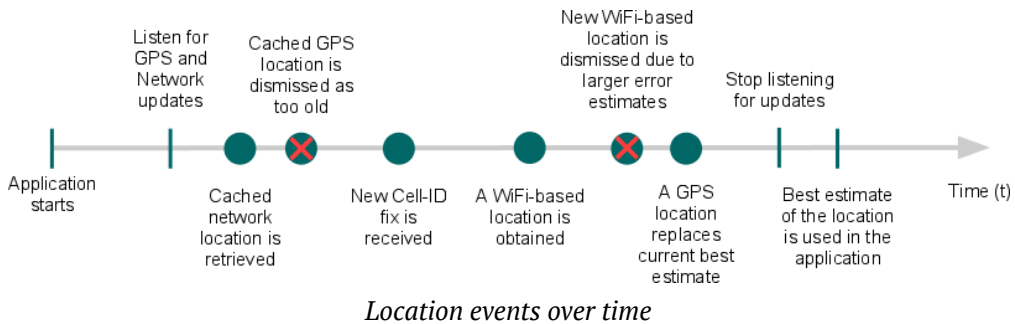 Application
starts
Listen for
GPS and
Network
updates
Cached
network
location is
retrieved
Cached GPS
location is
dismissed as
too old
New Cell-ID
fix is
received
A WiFi-based
location is
obtained
New WiFi-based
location is
dismissed due to
larger error
estimates
A GPS
location
replaces
current best
estimate
Stop listening
for updates
Best estimate
of the location
is used in the
application
Time (t)
Location events over time